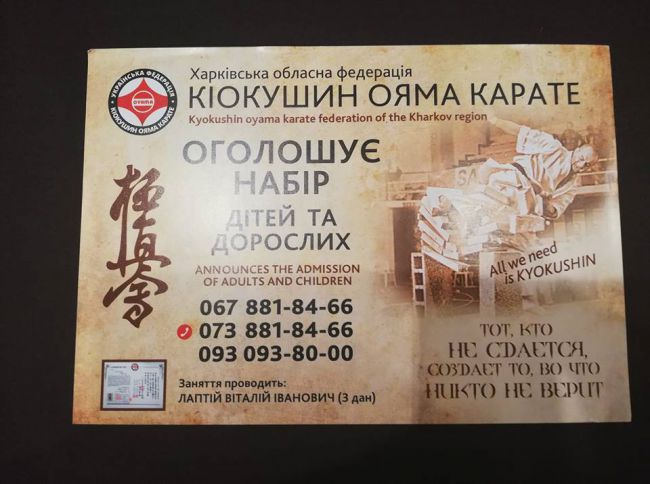 УКРАЇНСЬКА ФЕДЕРАЦІЯ
OYAMA
КІОКУШИН ОЯМА КАРАТЕ
Харківська обласна федерація
КІОКУШИН ОЯМА КАРАТЕ
Kyokushin oyama karate federation of the Kharkov region
ОГОЛОШУЄ
НАБІР
ДІТЕЙ ТА
ДОРОСЛИХ
ANNOUNCES THE ADMISSION
OF ADULTS AND CHILDREN
067 881-84-66
073 881-84-66
093 093-80-00
Заняття проводить:
ЛАПТІЙ ВІТАЛІЙ ІВАНОВИЧ (3 дан)
極真会
All we need
is KYOKUSHIN
ТОТ, КТО
НЕ СДАЕТСЯ,
СОЗДАЕТ ТО, ВО ЧТО
НИКТО НЕ ВЕРИТ